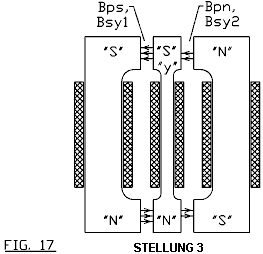 Bps, Bpn,
Bsy1 Bsy2
"S" "S" "N"
"y"
"N" "N" "S"
FIG. 17 STELLUNG 3